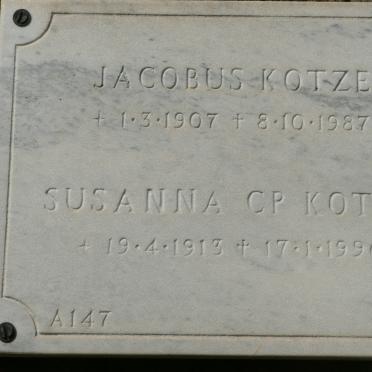 JACOBUS KOTZE
+ 1·3·1907 ✝ 8·10·1987
SUSANNA CP KOT
+ 19·4·1913 ✝ 17·1·199
A147